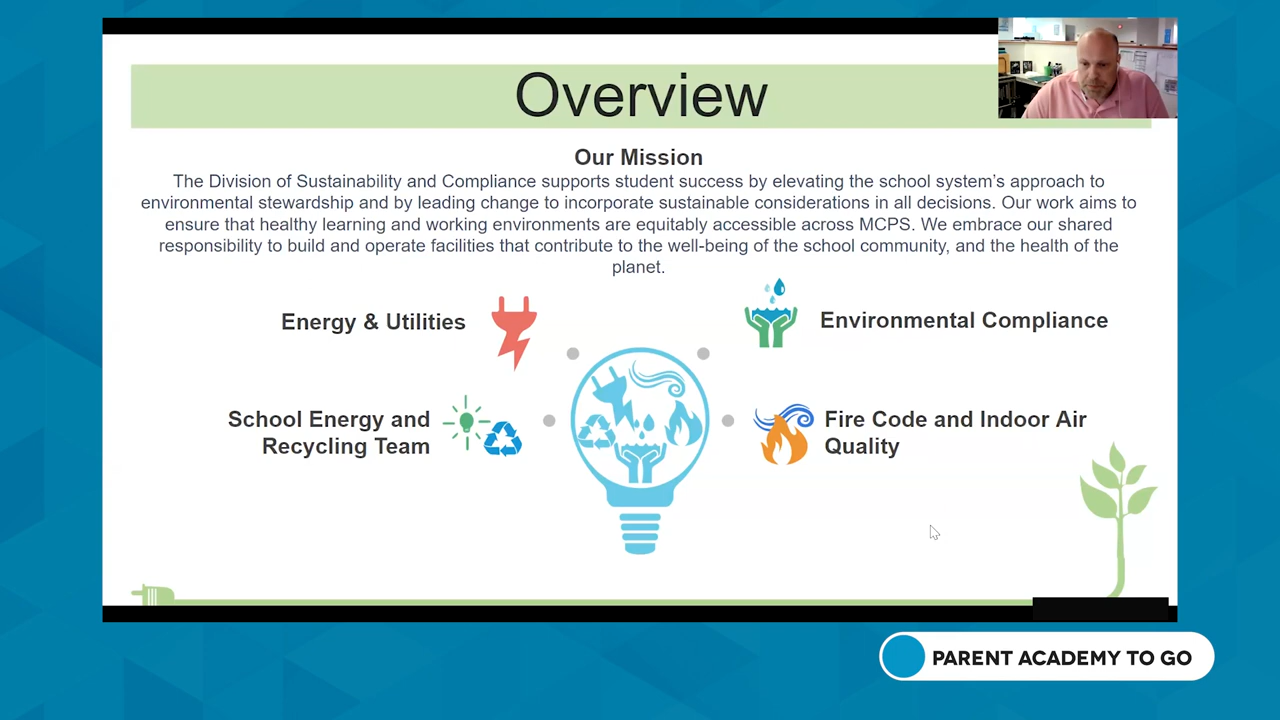 Overview
Our Mission
The Division of Sustainability and Compliance supports student success by elevating the school system’s approach to
environmental stewardship and by leading change to incorporate sustainable considerations in all decisions. Our work aims to
ensure that healthy learning and working environments are equitably accessible across MCPS. We embrace our shared
responsibility to build and operate facilities that contribute to the well-being of the school community, and the health of the
planet.
Energy & Utilities
Environmental Compliance
School Energy and
Recycling Team
Fire Code and Indoor Air
Quality
PARENT ACADEMY TO GO